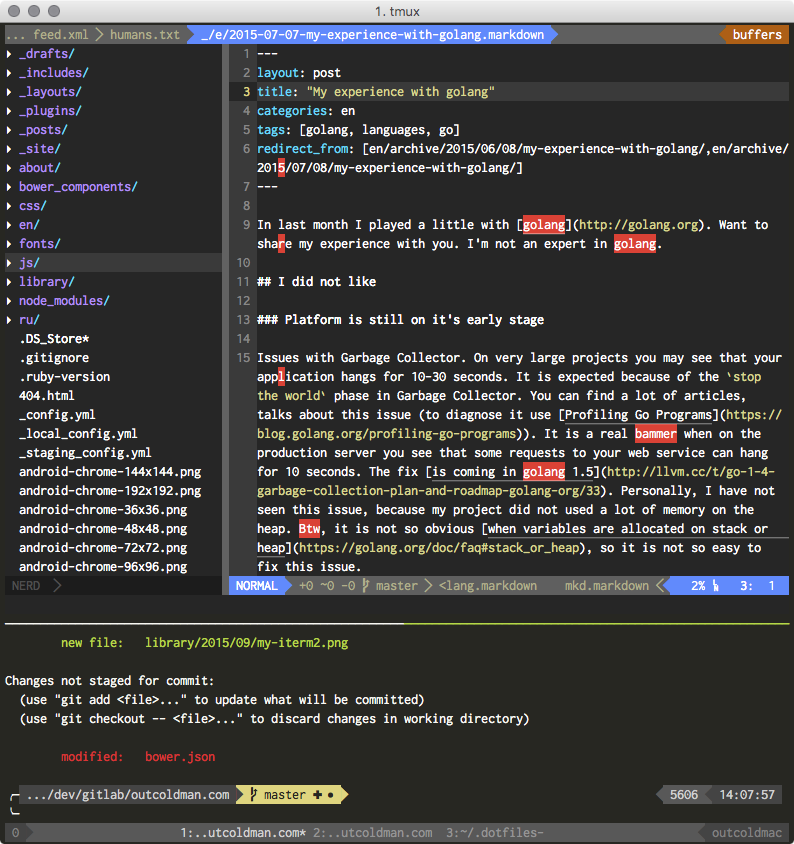 1. tmux
... feed.xml humans.txt _/e/2015-07-07-my-experience-with-golang.markdown buffers
_drafts/
_includes/
_layouts/
_plugins/
_posts/
_site/
about/
bower_components/
css/
en/
fonts/
js/
library/
node_modules/
ru/
.DS_Store*
.gitignore
.ruby-version
404.html
_config.yml
_local_config.yml
_staging_config.yml
android-chrome-144x144.png
android-chrome-192x192.png
android-chrome-36x36.png
android-chrome-48x48.png
android-chrome-72x72.png
android-chrome-96x96.png
NERD
1 ---
2 layout: post
3 title: "My experience with golang"
4 categories: en
5 tags: [golang, languages, go]
6 redirect_from: [en/archive/2015/06/08/my-experience-with-golang/,en/archive/
2015/07/08/my-experience-with-golang/]
7 ---
8
9 In last month I played a little with [golang](http://golang.org). Want to
share my experience with you. I'm not an expert in golang.
10
11 ## I did not like
12
13 ### Platform is still on it's early stage
14
15 Issues with Garbage Collector. On very large projects you may see that your
application hangs for 10-30 seconds. It is expected because of the `stop
the world` phase in Garbage Collector. You can find a lot of articles,
talks about this issue (to diagnose it use [Profiling Go Programs](https://
blog.golang.org/profiling-go-programs)). It is a real bammer when on the
production server you see that some requests to your web service can hang
for 10 seconds. The fix [is coming in golang 1.5](http://llvm.cc/t/go-1-4-
garbage-collection-plan-and-roadmap-golang-org/33). Personally, I have not
seen this issue, because my project did not used a lot of memory on the
heap. Btw, it is not so obvious [when variables are allocated on stack or
heap](https://golang.org/doc/faq#stack_or_heap), so it is not so easy to
fix this issue.
NORMAL +0 ~0 -0 master <lang.markdown mkd.markdown 2% 3: 1
new file: library/2015/09/my-iterm2.png
Changes not staged for commit:
(use "git add <file>..." to update what will be committed)
(use "git checkout -- <file>..." to discard changes in working directory)
modified: bower.json
.../dev/gitlab/outcoldman.com master ✚ ● 5606 14:07:57
0 1:..utcoldman.com* 2:..utcoldman.com 3:~/.dotfiles- outcoldmac